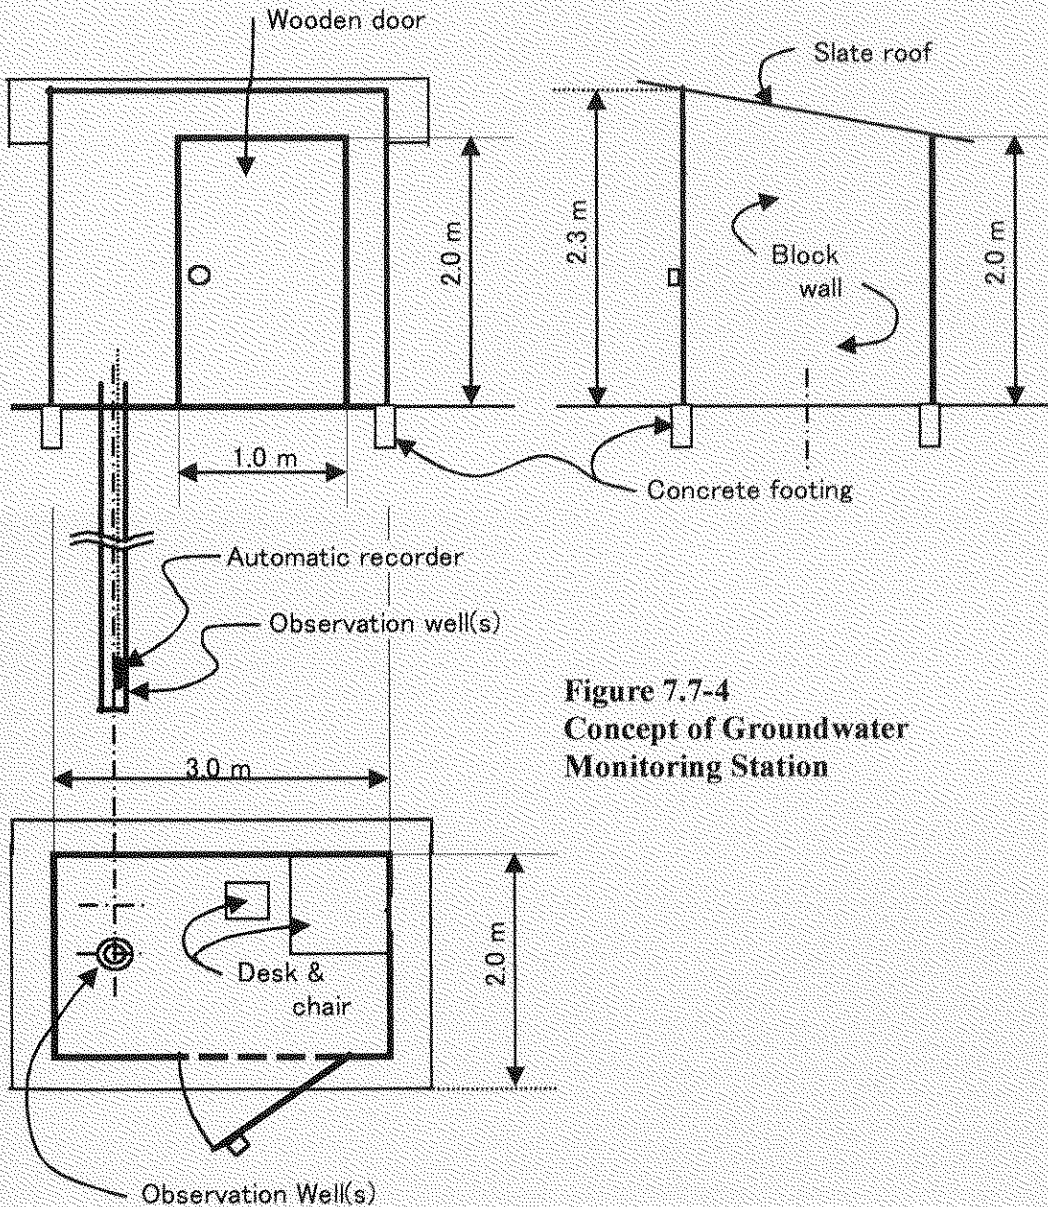 Wooden door
Slate roof
2.0 m
2.3 m
Block
wall
2.0 m
1.0 m
Concrete footing
Automatic recorder
Observation well(s)
Figure 7.7-4
Concept of Groundwater
Monitoring Station
3.0 m
Desk &
chair
2.0 m
Observation Well(s)